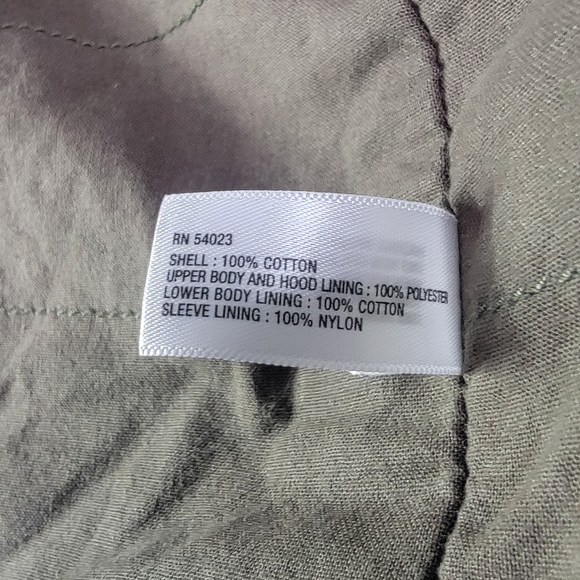 RN 54023
SHELL : 100% COTTON
UPPER BODY AND HOOD LINING : 100% POLYESTER
LOWER BODY LINING : 100% COTTON
SLEEVE LINING : 100% NYLON